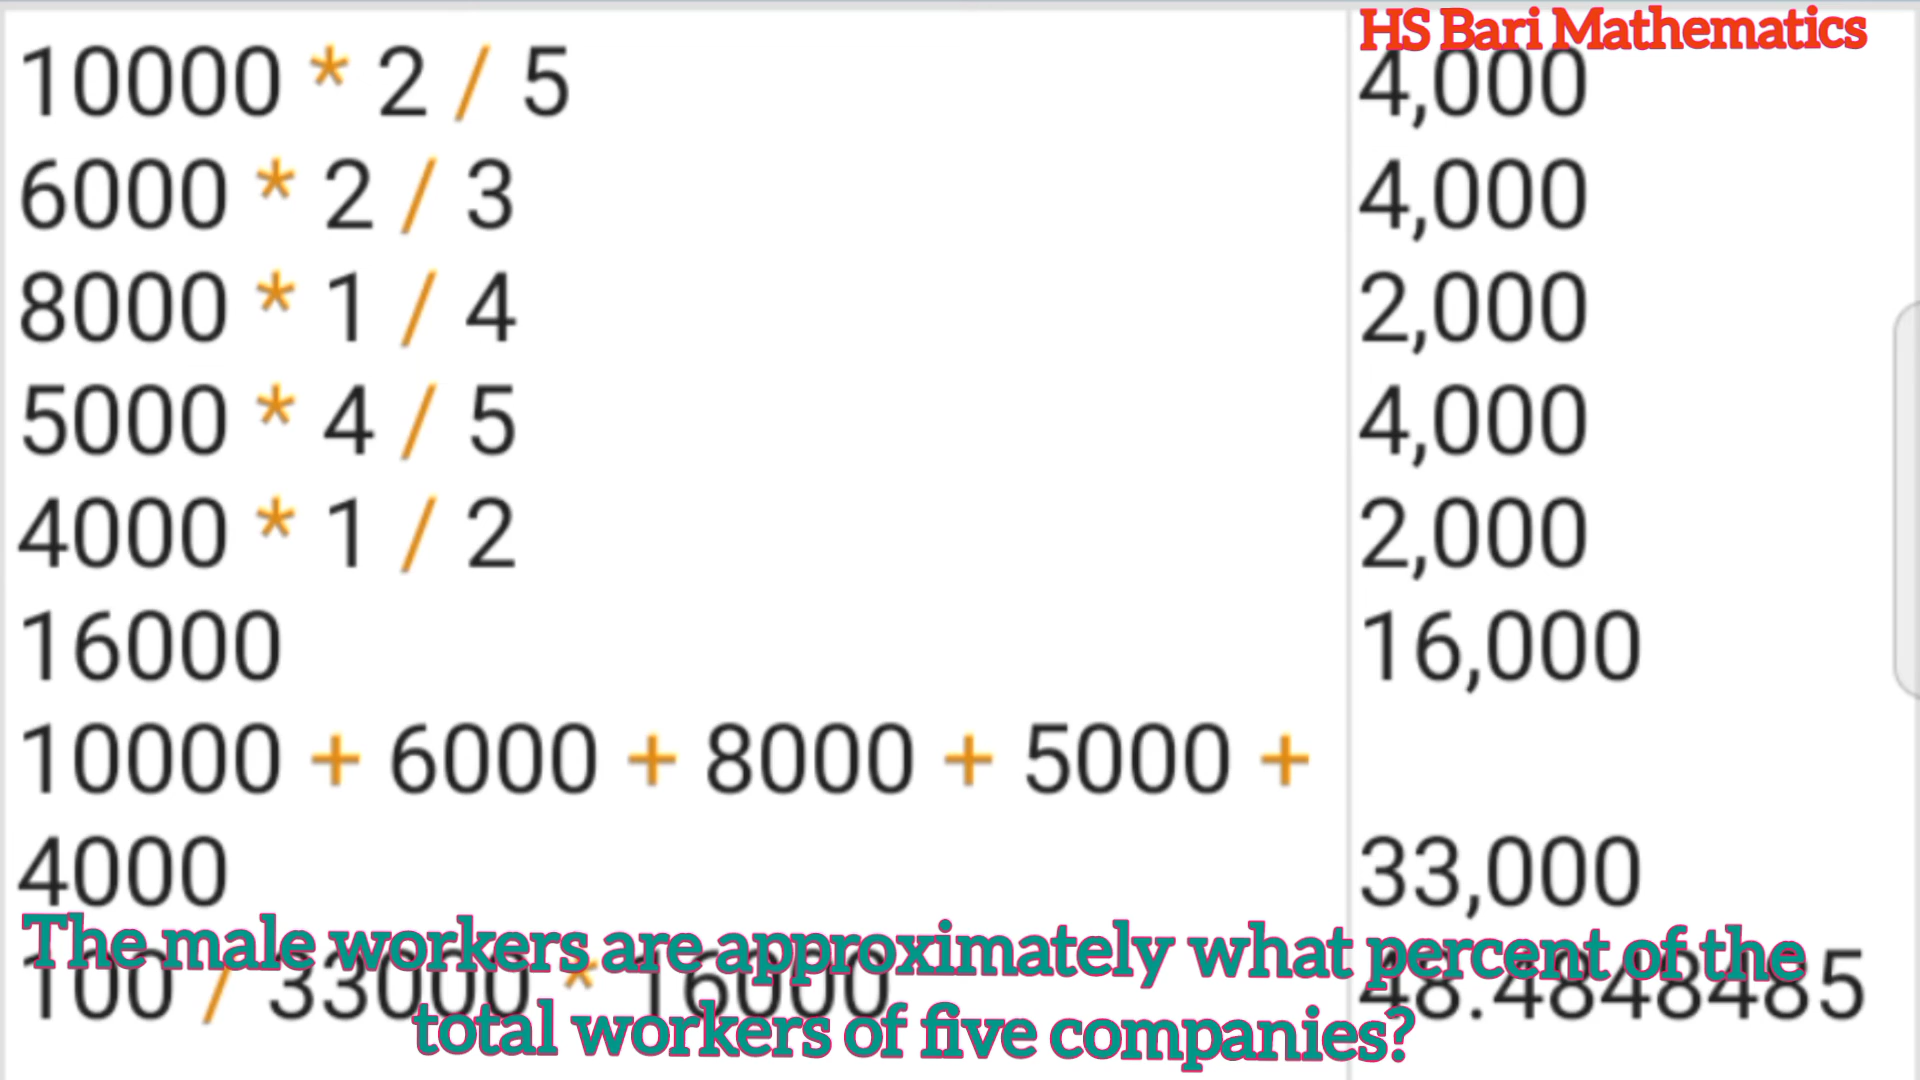 HS Bari Mathematics
10000 * 2 / 5 4,000
6000 * 2 / 3 4,000
8000 * 1 / 4 2,000
5000 * 4 / 5 4,000
4000 * 1 / 2 2,000
16000 16,000
10000 + 6000 + 8000 + 5000 +
4000 33,000
100 / 33000 * 16000 48.4848485
The male workers are approximately what percent of the
total workers of five companies?